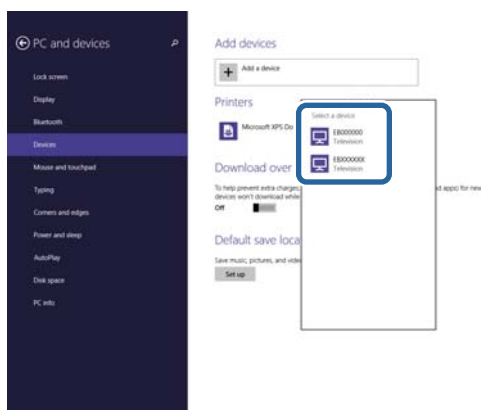 PC and devices
Lock screen
Display
Bluetooth
Devices
Mouse and touchpad
Typing
Corners and edges
Power and sleep
AutoPlay
Disk space
PC info
Add devices
Add a device
Printers
Microsoft XPS Do
Select a device
Television
Television
Download over
To help prevent extra charges,
d apps) for new
devices won't download while
Off
Default save loca
Save music, pictures, and vide
Set up